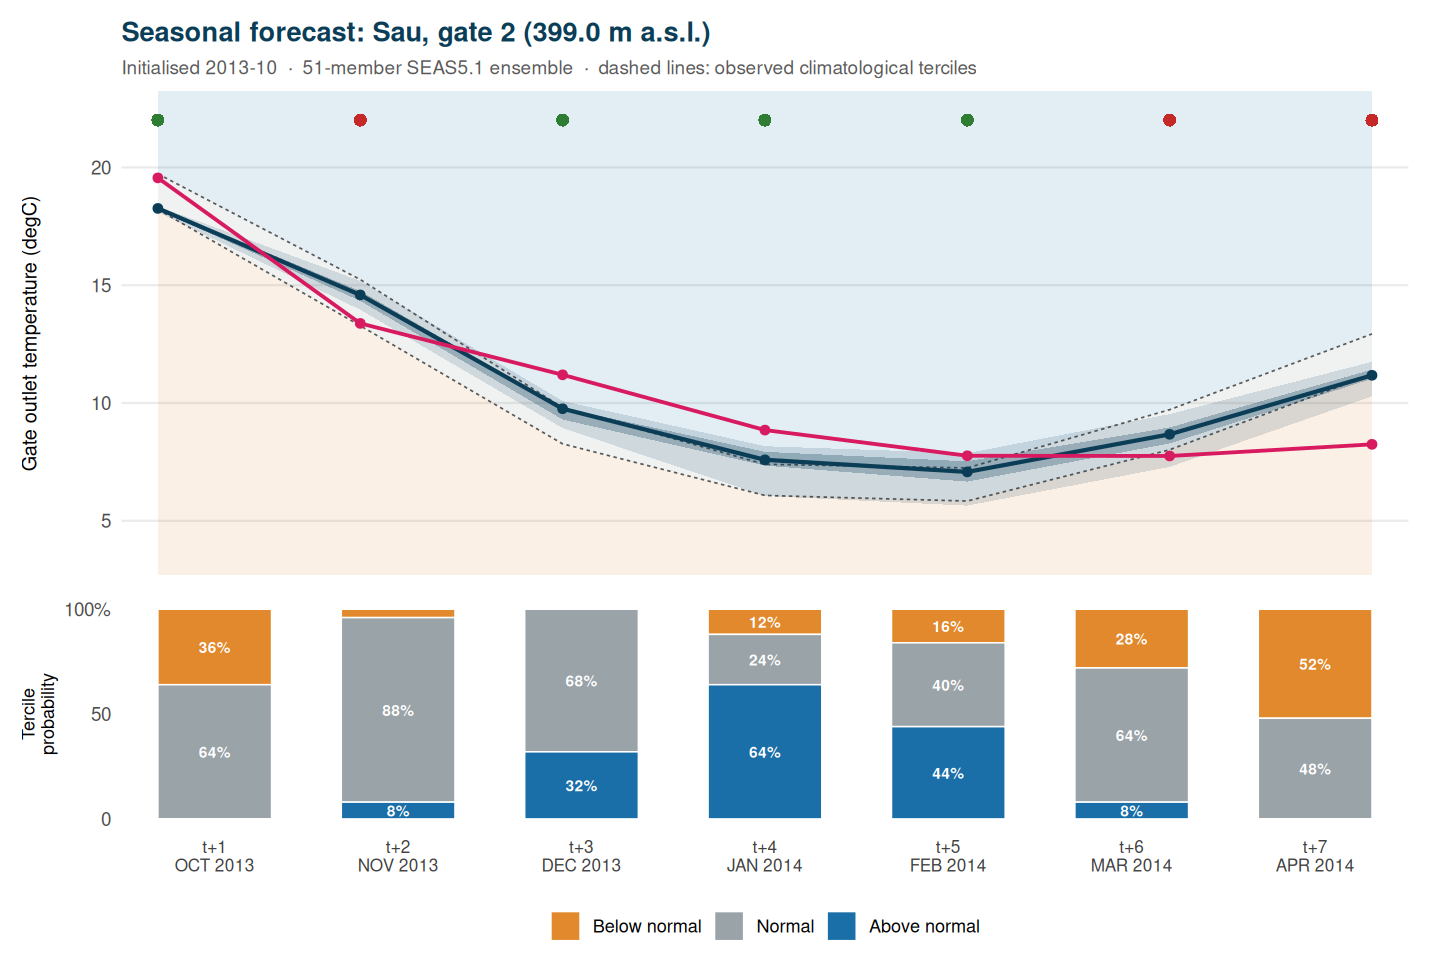 Seasonal forecast: Sau, gate 2 (399.0 m a.s.l.)
Initialised 2013-10 · 51-member SEAS5.1 ensemble · dashed lines: observed climatological terciles
Gate outlet temperature (degC)
20
15
10
5
Tercile
probability
100%
50
0
36%
64%
88%
8%
68%
32%
12%
24%
64%
16%
40%
44%
28%
64%
8%
52%
48%
t+1
OCT 2013
t+2
NOV 2013
t+3
DEC 2013
t+4
JAN 2014
t+5
FEB 2014
t+6
MAR 2014
t+7
APR 2014
Below normal
Normal
Above normal